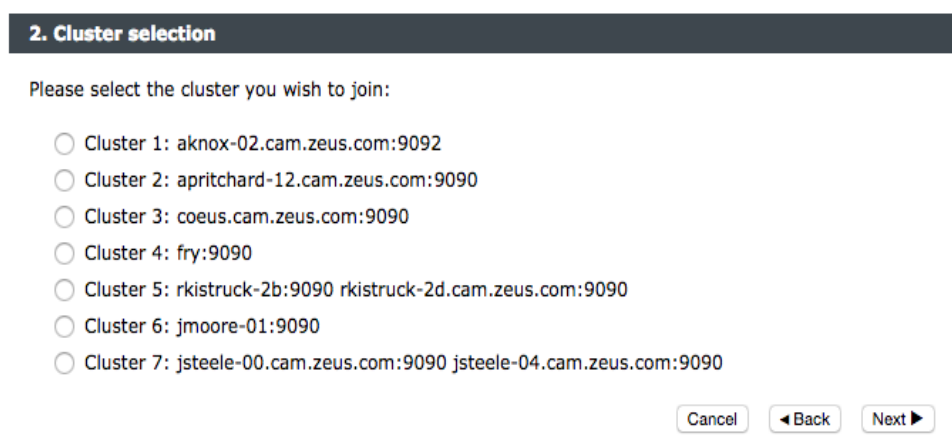 2. Cluster selection
Please select the cluster you wish to join:
Cluster 1: aknox-02.cam.zeus.com:9092
Cluster 2: apritchard-12.cam.zeus.com:9090
Cluster 3: coeus.cam.zeus.com:9090
Cluster 4: fry:9090
Cluster 5: rkistruck-2b:9090 rkistruck-2d.cam.zeus.com:9090
Cluster 6: jmoore-01:9090
Cluster 7: jsteele-00.cam.zeus.com:9090 jsteele-04.cam.zeus.com:9090
Cancel ◄ Back Next ►